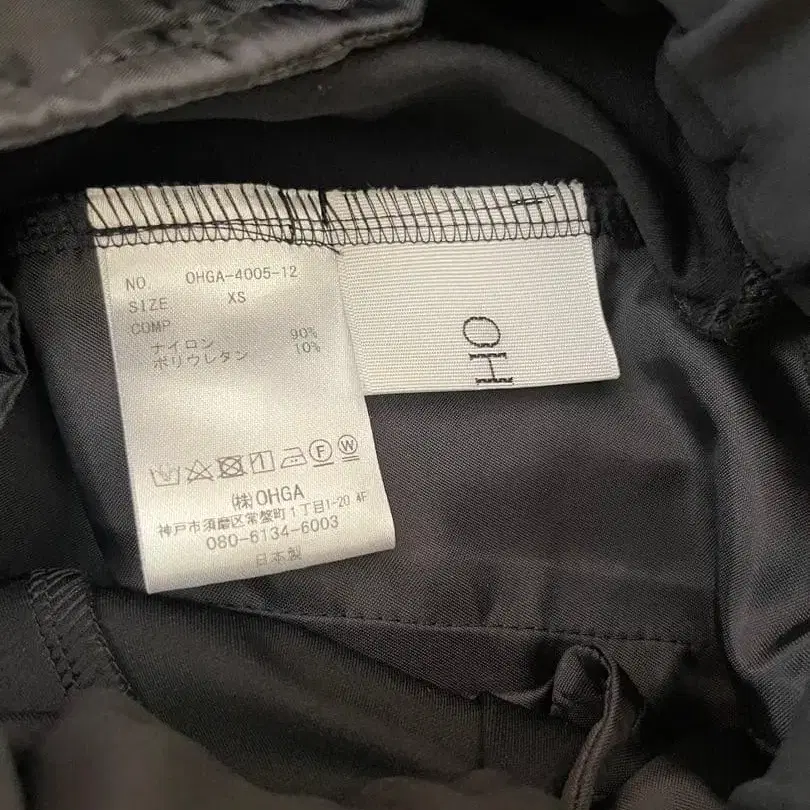 NO. OHGA-4005-12
SIZE XS
COMP
ナイロン 90%
ポリウレタン 10%
F W
(株)OHGA
神戸市須磨区常盤町1丁目1-20 4F
080-6134-6003
日本製
OH